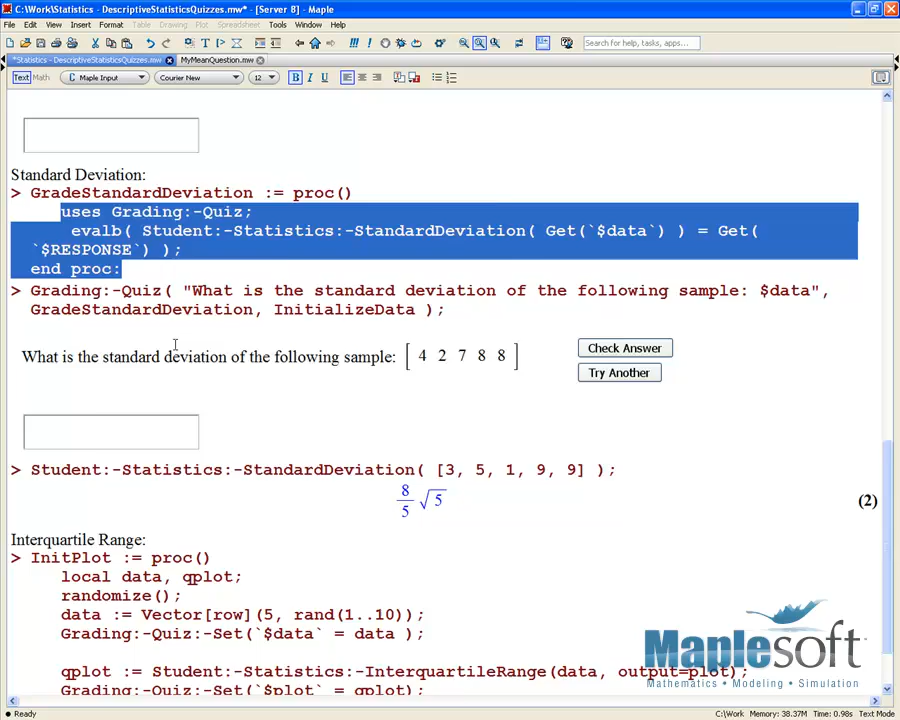 C:\Work\Statistics - DescriptiveStatisticsQuizzes.mw* - [Server 8] - Maple
File Edit View Insert Format Table Drawing Plot Spreadsheet Tools Window Help
Search for help, tasks, apps...
*Statistics - DescriptiveStatisticsQuizzes.mw MyMeanQuestion.mw
Text Math C Maple Input Courier New 12 B I U
Standard Deviation:
> GradeStandardDeviation := proc()
uses Grading:-Quiz;
evalb( Student:-Statistics:-StandardDeviation( Get(`$data`) ) = Get(
`$RESPONSE`) );
end proc:
> Grading:-Quiz( "What is the standard deviation of the following sample: $data",
GradeStandardDeviation, InitializeData );
What is the standard deviation of the following sample: [ 4 2 7 8 8 ]
Check Answer
Try Another
> Student:-Statistics:-StandardDeviation( [3, 5, 1, 9, 9] );
8/5 √5
(2)
Interquartile Range:
> InitPlot := proc()
local data, qplot;
randomize();
data := Vector[row](5, rand(1..10));
Grading:-Quiz:-Set(`$data` = data );
qplot := Student:-Statistics:-InterquartileRange(data, output=plot);
Grading:-Quiz:-Set(`$plot` = qplot);
Maplesoft
Mathematics • Modeling • Simulation
Ready
C:\Work Memory: 38.37M Time: 0.98s Text Mode